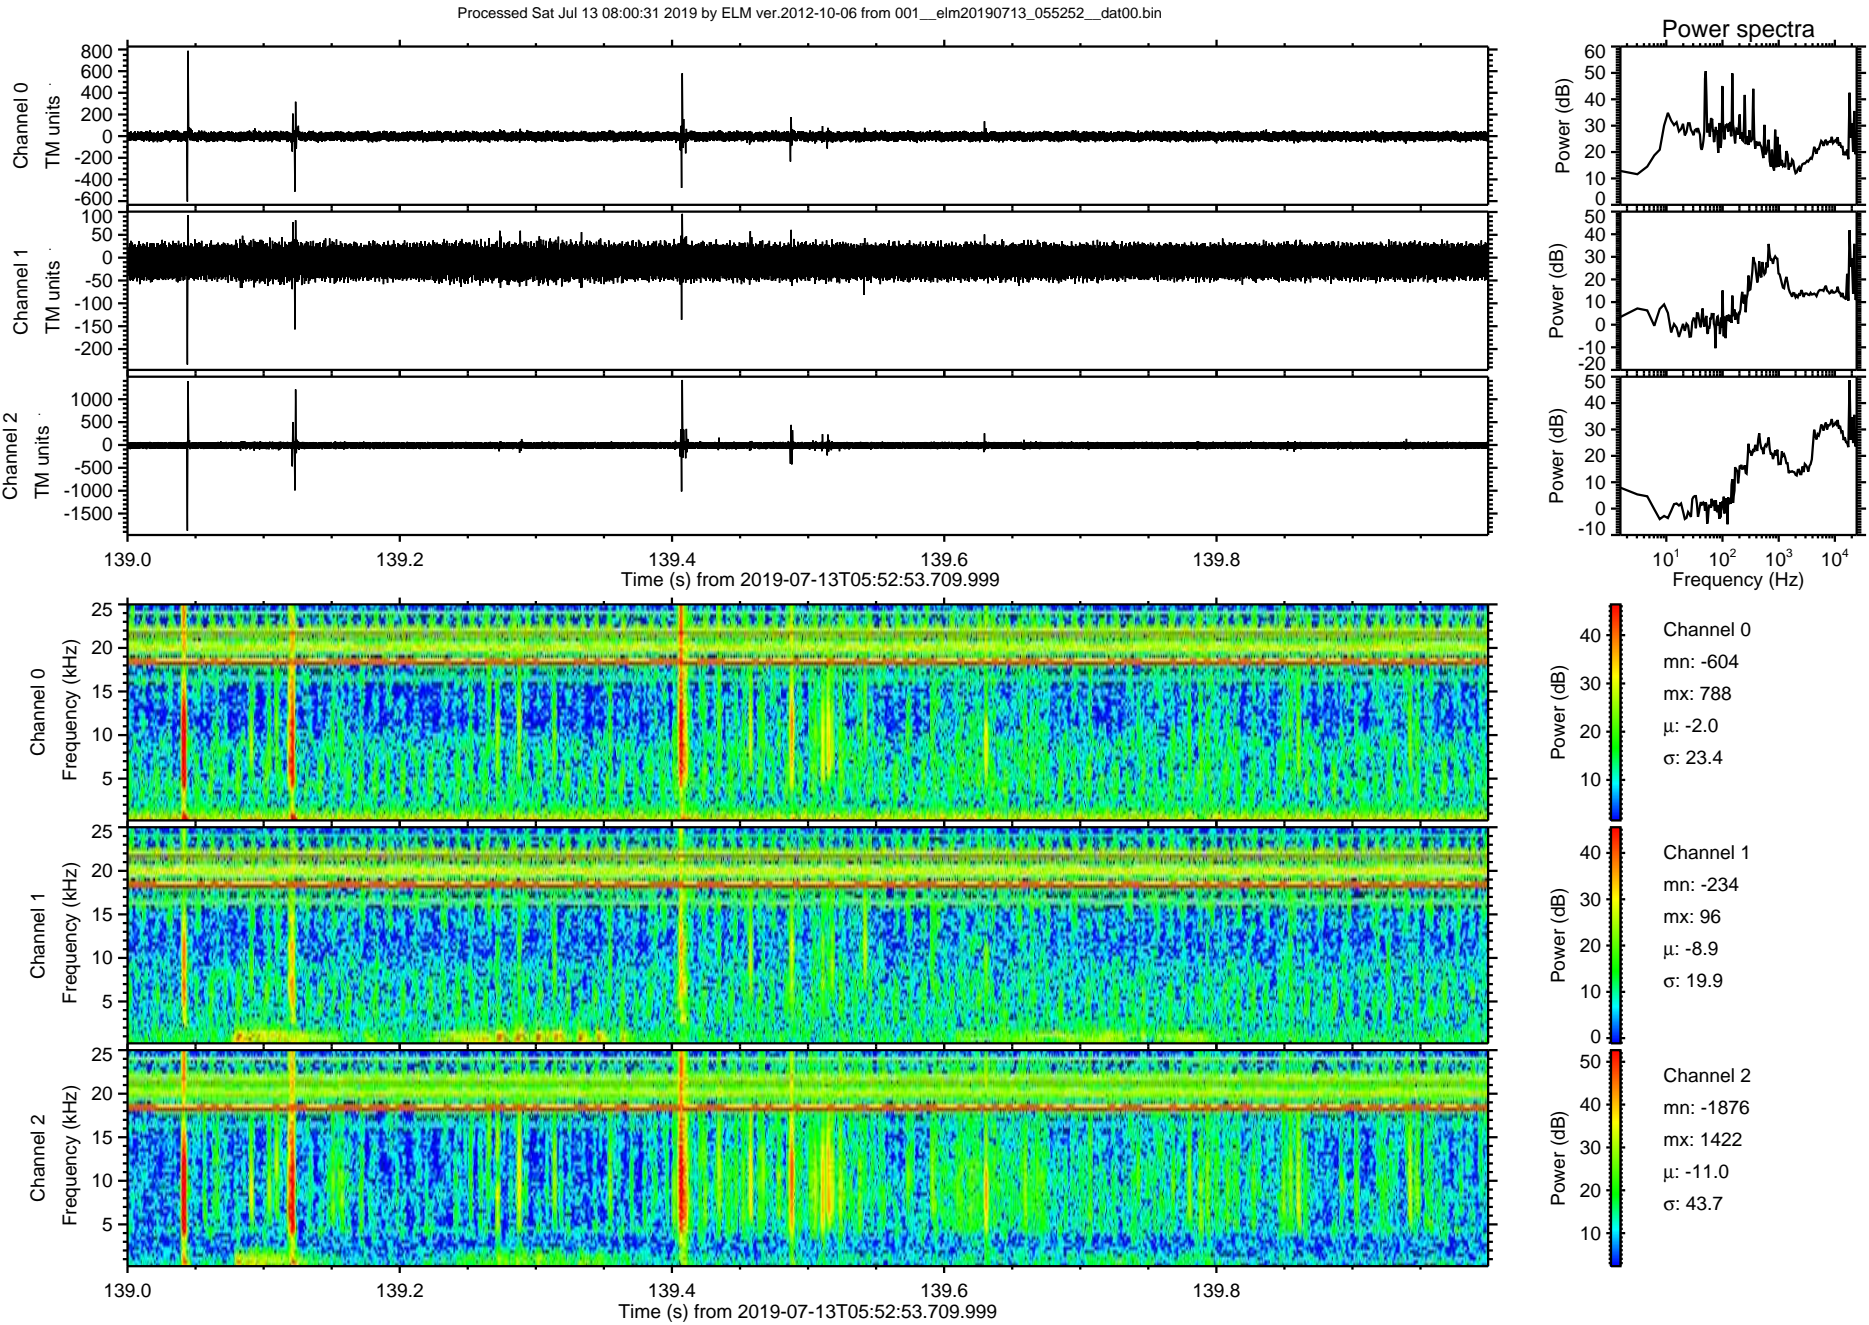 Processed Sat Jul 13 08:00:31 2019 by ELM ver.2012-10-06 from 001__elm20190713_055252__dat00.bin
Power spectra
Channel 0
TM units
800
600
400
200
0
-200
-400
-600
Power (dB)
60
50
40
30
20
10
0
Channel 1
TM units
100
50
0
-50
-100
-150
-200
Power (dB)
50
40
30
20
10
0
-10
-20
Channel 2
TM units
1000
500
0
-500
-1000
-1500
Power (dB)
50
40
30
20
10
0
-10
139.0 139.2 139.4 139.6 139.8
Time (s) from 2019-07-13T05:52:53.709.999
10¹ 10² 10³ 10⁴
Frequency (Hz)
Channel 0
Frequency (kHz)
25
20
15
10
5
Power (dB)
40
30
20
10
Channel 0
mn: -604
mx: 788
μ: -2.0
σ: 23.4
Channel 1
Frequency (kHz)
25
20
15
10
5
Power (dB)
40
30
20
10
0
Channel 1
mn: -234
mx: 96
μ: -8.9
σ: 19.9
Channel 2
Frequency (kHz)
25
20
15
10
5
Power (dB)
50
40
30
20
10
Channel 2
mn: -1876
mx: 1422
μ: -11.0
σ: 43.7
139.0 139.2 139.4 139.6 139.8
Time (s) from 2019-07-13T05:52:53.709.999